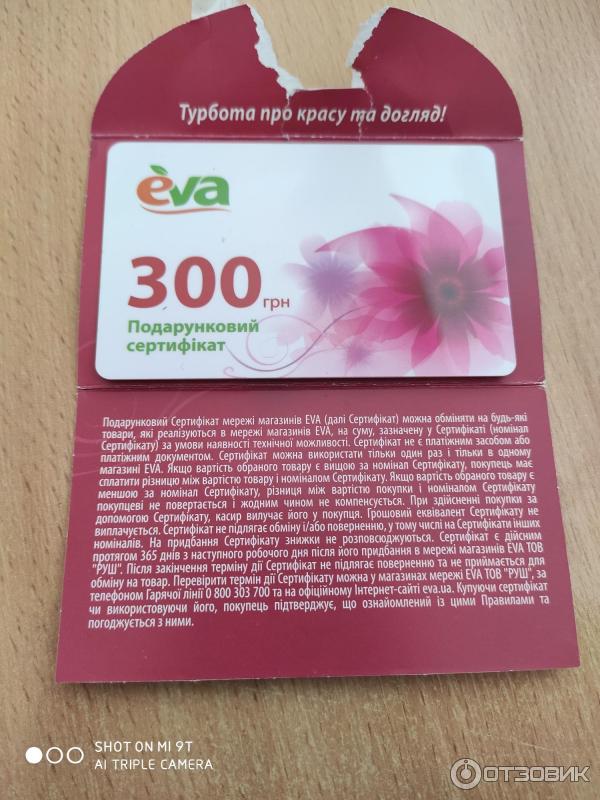 Турбота про красу та догляд!
èva
300 грн
Подарунковий
сертифікат
Подарунковий Сертифікат мережі магазинів EVA (далі Сертифікат) можна обміняти на будь-які
товари, які реалізуються в мережі магазинів EVA, на суму, зазначену у Сертифікаті (номінал
Сертифікату) за умови наявності технічної можливості. Сертифікат не є платіжним засобом або
платіжним документом. Сертифікат можна використати тільки один раз і тільки в одному
магазині EVA. Якщо вартість обраного товару є вищою за номінал Сертифікату, покупець має
сплатити різницю між вартістю товару і номіналом Сертифікату. Якщо вартість обраного товару є
меншою за номінал Сертифікату, різниця між вартістю покупки і номіналом Сертифікату
покупцеві не повертається і жодним чином не компенсується. При здійсненні покупки за
допомогою Сертифікату, касир вилучає його у покупця. Грошовий еквівалент Сертифікату не
виплачується. Сертифікат не підлягає обміну і/або поверненню, у тому числі на Сертифікати інших
номіналів. На придбання Сертифікату знижки не розповсюджуються. Сертифікат є дійсним
протягом 365 днів з наступного робочого дня після його придбання в мережі магазинів EVA ТОВ
"РУШ". Після закінчення терміну дії Сертифікат не підлягає поверненню та не приймається для
обміну на товар. Перевірити термін дії Сертифікату можна у магазинах мережі EVA ТОВ "РУШ", за
телефоном Гарячої лінії 0 800 303 700 та на офіційному Інтернет-сайті eva.ua. Купуючи сертифікат
чи використовуючи його, покупець підтверджує, що ознайомлений із цими Правилами та
погоджується з ними.
SHOT ON MI 9T
AI TRIPLE CAMERA
ОТЗОВИК